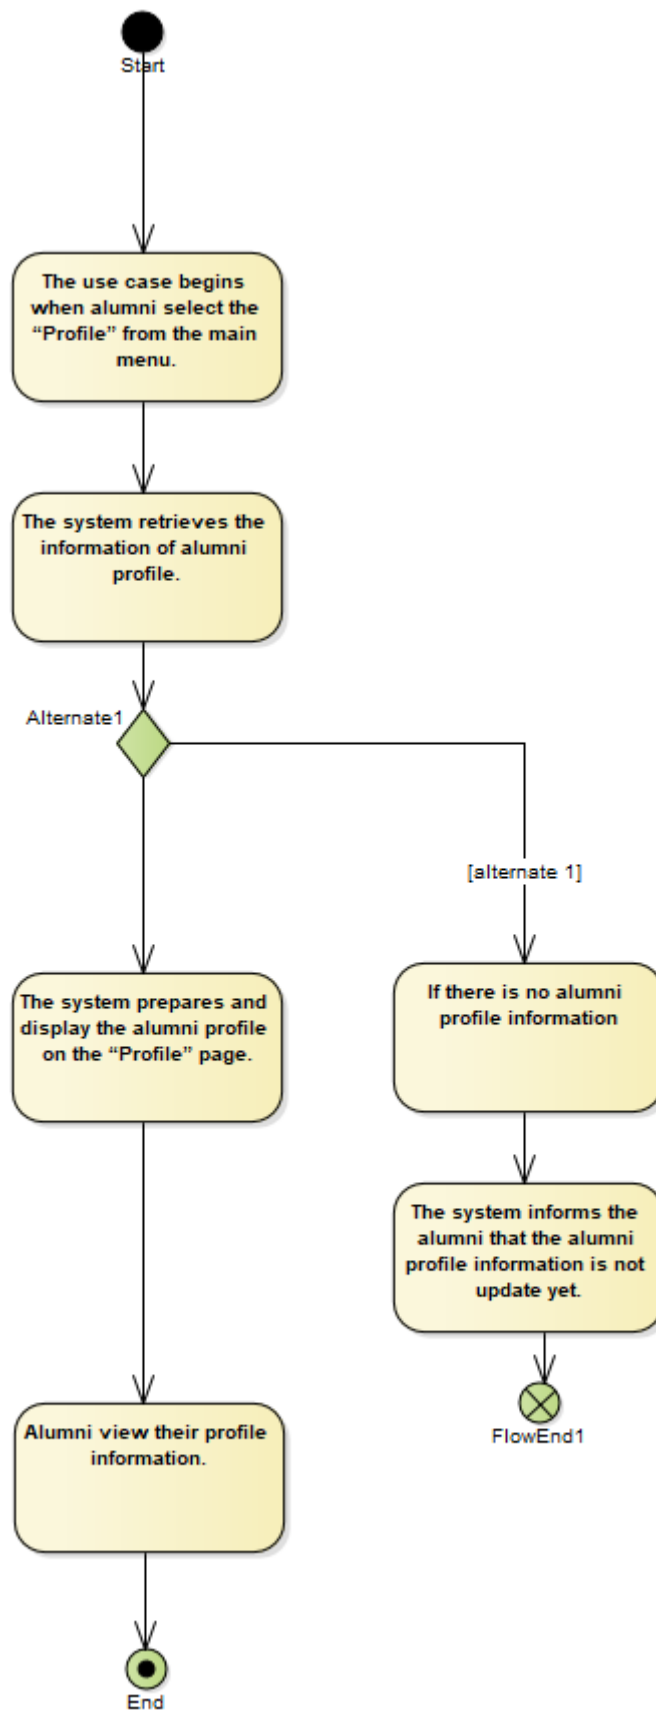 Start
The use case begins
when alumni select the
“Profile” from the main
menu.
The system retrieves the
information of alumni
profile.
Alternate1
[alternate 1]
The system prepares and
display the alumni profile
on the “Profile” page.
If there is no alumni
profile information
The system informs the
alumni that the alumni
profile information is not
update yet.
FlowEnd1
Alumni view their profile
information.
End